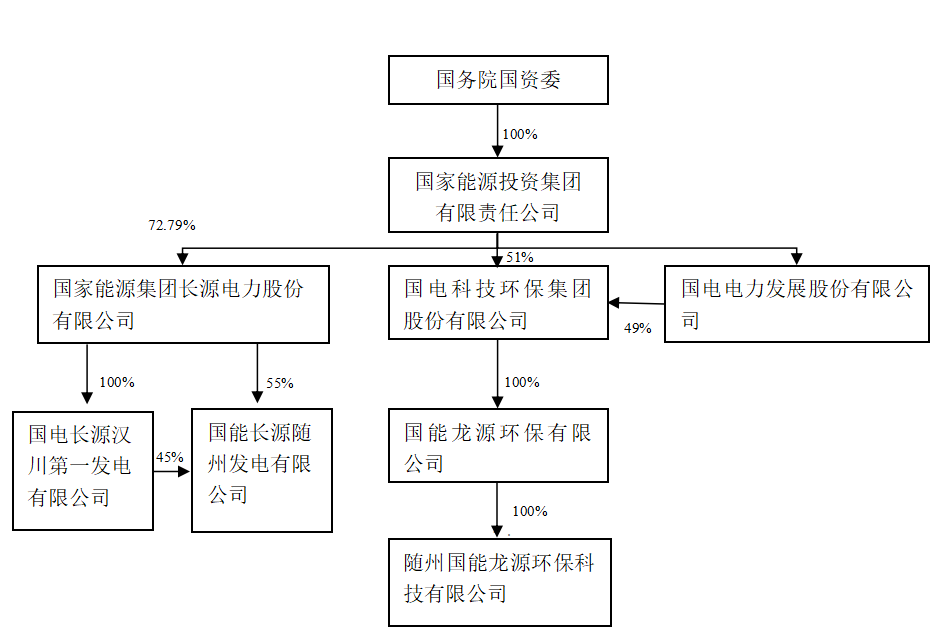 国务院国资委
100%
国家能源投资集团
有限责任公司
72.79%
51%
国家能源集团长源电力股份
有限公司
国电科技环保集团
股份有限公司
49%
国电电力发展股份有限公
司
100%
55%
100%
国电长源汉
川第一发电
有限公司
45%
国能长源随
州发电有限
公司
国能龙源环保有限
公司
100%
随州国能龙源环保科
技有限公司